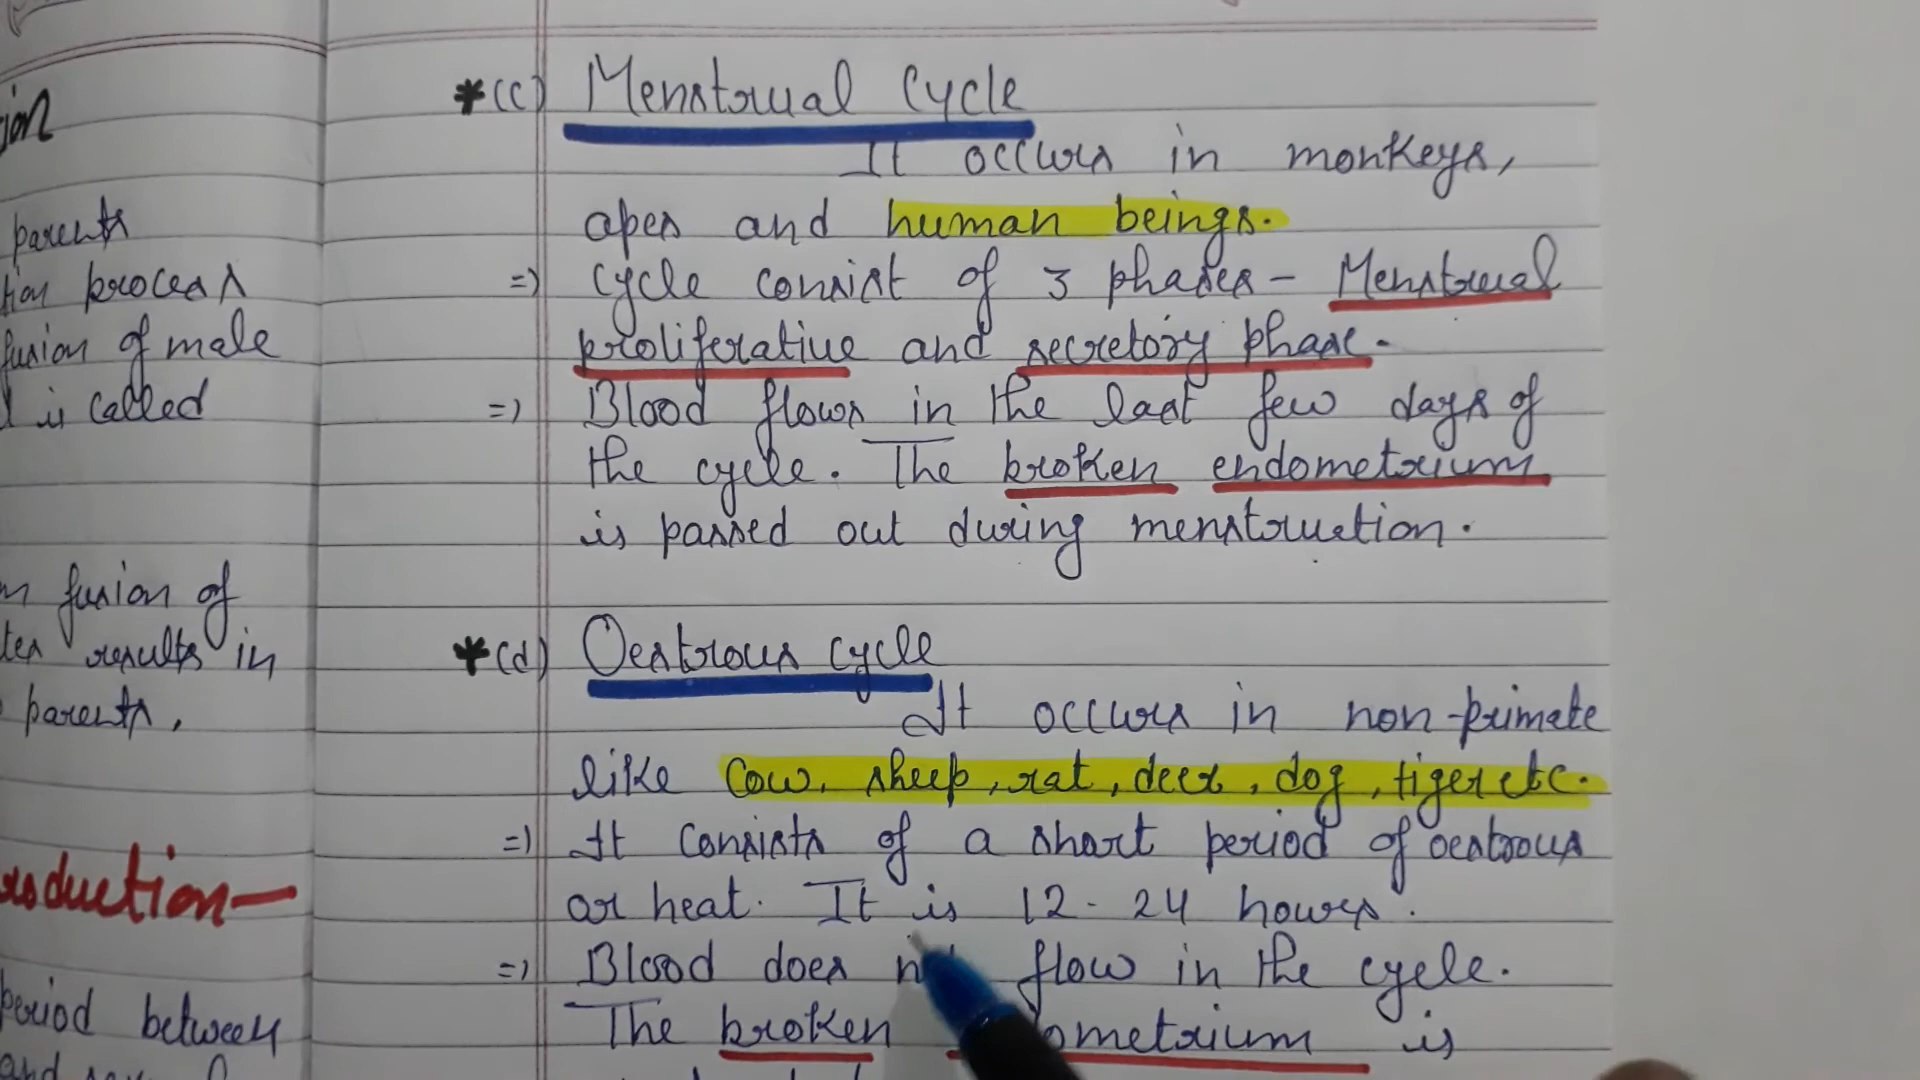 ion
parents
tion process
fusion of male
is called
fusion of
results in
parents,
roduction-
Period between
and
*(c) Menstrual Cycle
It occurs in monkeys,
apes and human beings.
=) Cycle consist of 3 phases - Menstrual
proliferative and secretory phase.
=) Blood flows in the last few days of
the cycle. The broken endometrium
is passed out during menstruation.
*(d) Oestrous cycle
It occurs in non-primate
like Cow, sheep, rat, deer, dog, tiger etc.
=) It consists of a short period of oestrous
or heat. It is 12-24 hours.
=) Blood does flow in the cycle.
The broken ometrium is